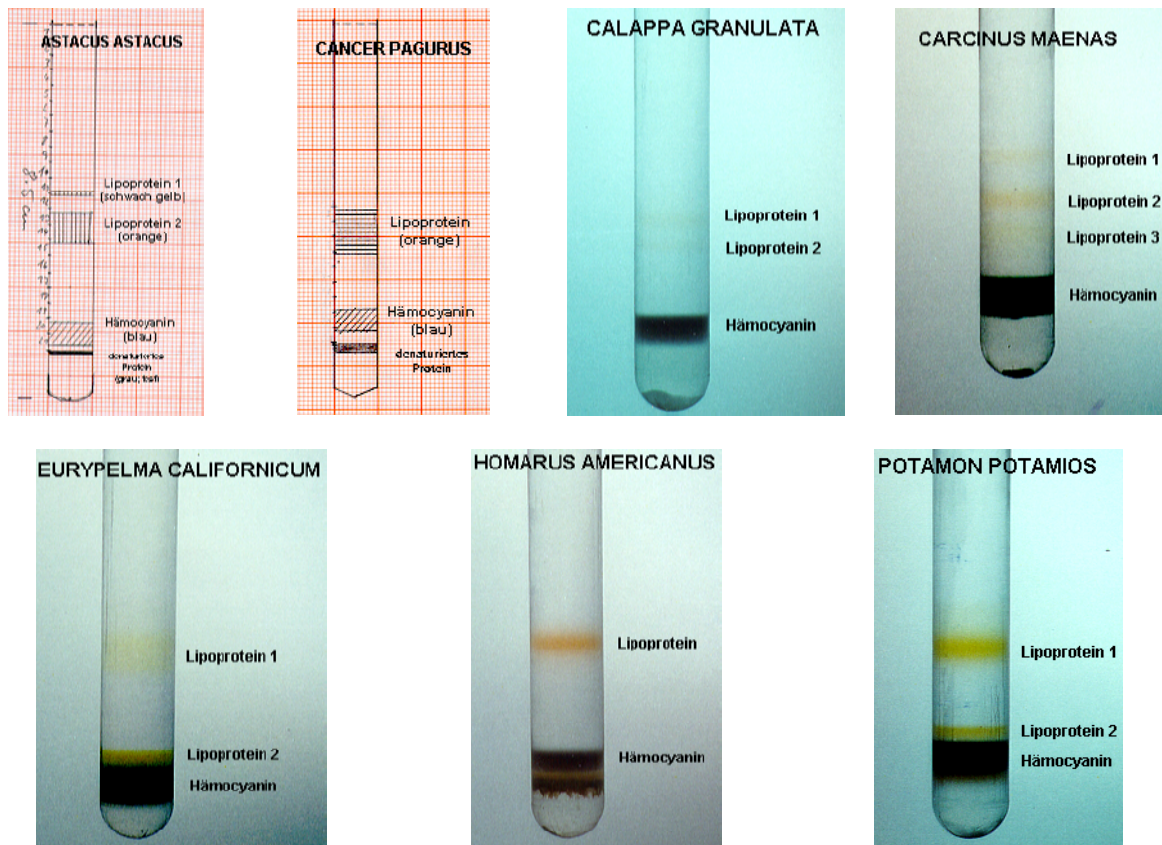 ASTACUS ASTACUS
Lipoprotein 1
(schwach gelb)
Lipoprotein 2
(orange)
Hämocyanin
(blau)
denaturiertes
Protein
CANCER PAGURUS
Lipoprotein
(orange)
Hämocyanin
(blau)
denaturiertes
Protein
CALAPPA GRANULATA
Lipoprotein 1
Lipoprotein 2
Hämocyanin
CARCINUS MAENAS
Lipoprotein 1
Lipoprotein 2
Lipoprotein 3
Hämocyanin
EURYPELMA CALIFORNICUM
Lipoprotein 1
Lipoprotein 2
Hämocyanin
HOMARUS AMERICANUS
Lipoprotein
Hämocyanin
POTAMON POTAMIOS
Lipoprotein 1
Lipoprotein 2
Hämocyanin